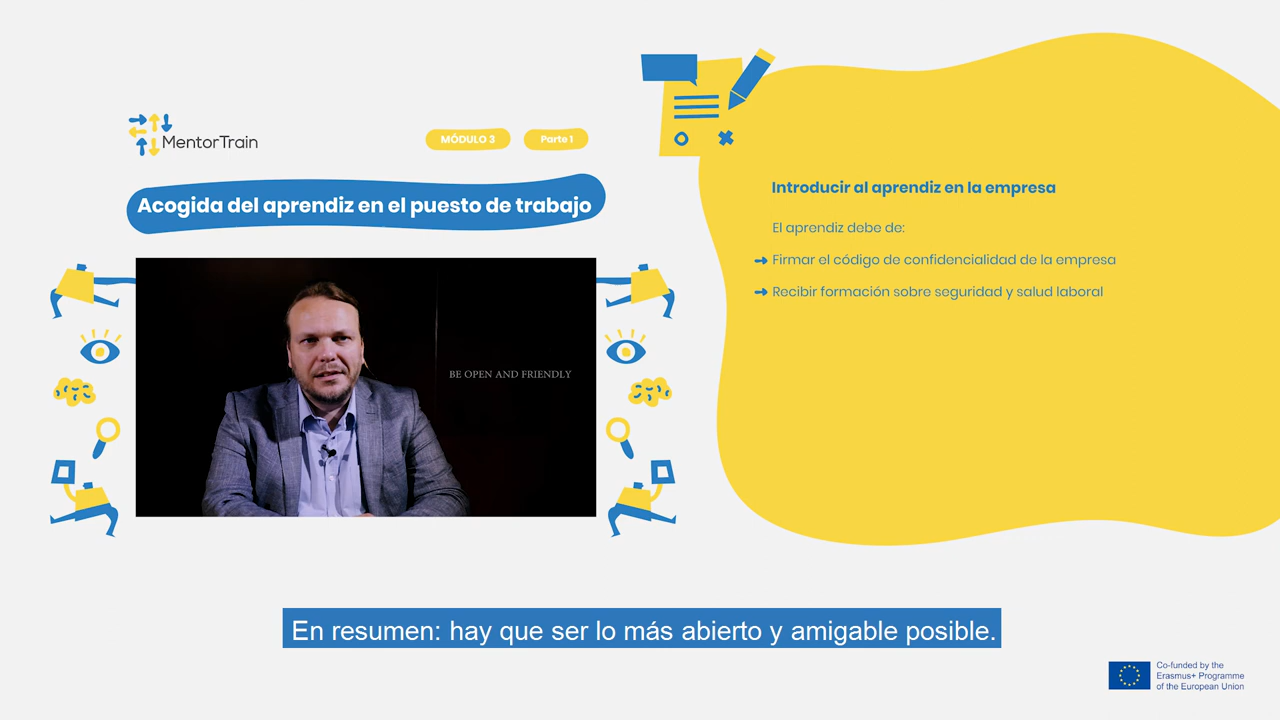 MentorTrain
MÓDULO 3
Parte 1
Acogida del aprendiz en el puesto de trabajo
BE OPEN AND FRIENDLY
Introducir al aprendiz en la empresa
El aprendiz debe de:
Firmar el código de confidencialidad de la empresa
Recibir formación sobre seguridad y salud laboral
En resumen: hay que ser lo más abierto y amigable posible.
Co-funded by the
Erasmus+ Programme
of the European Union